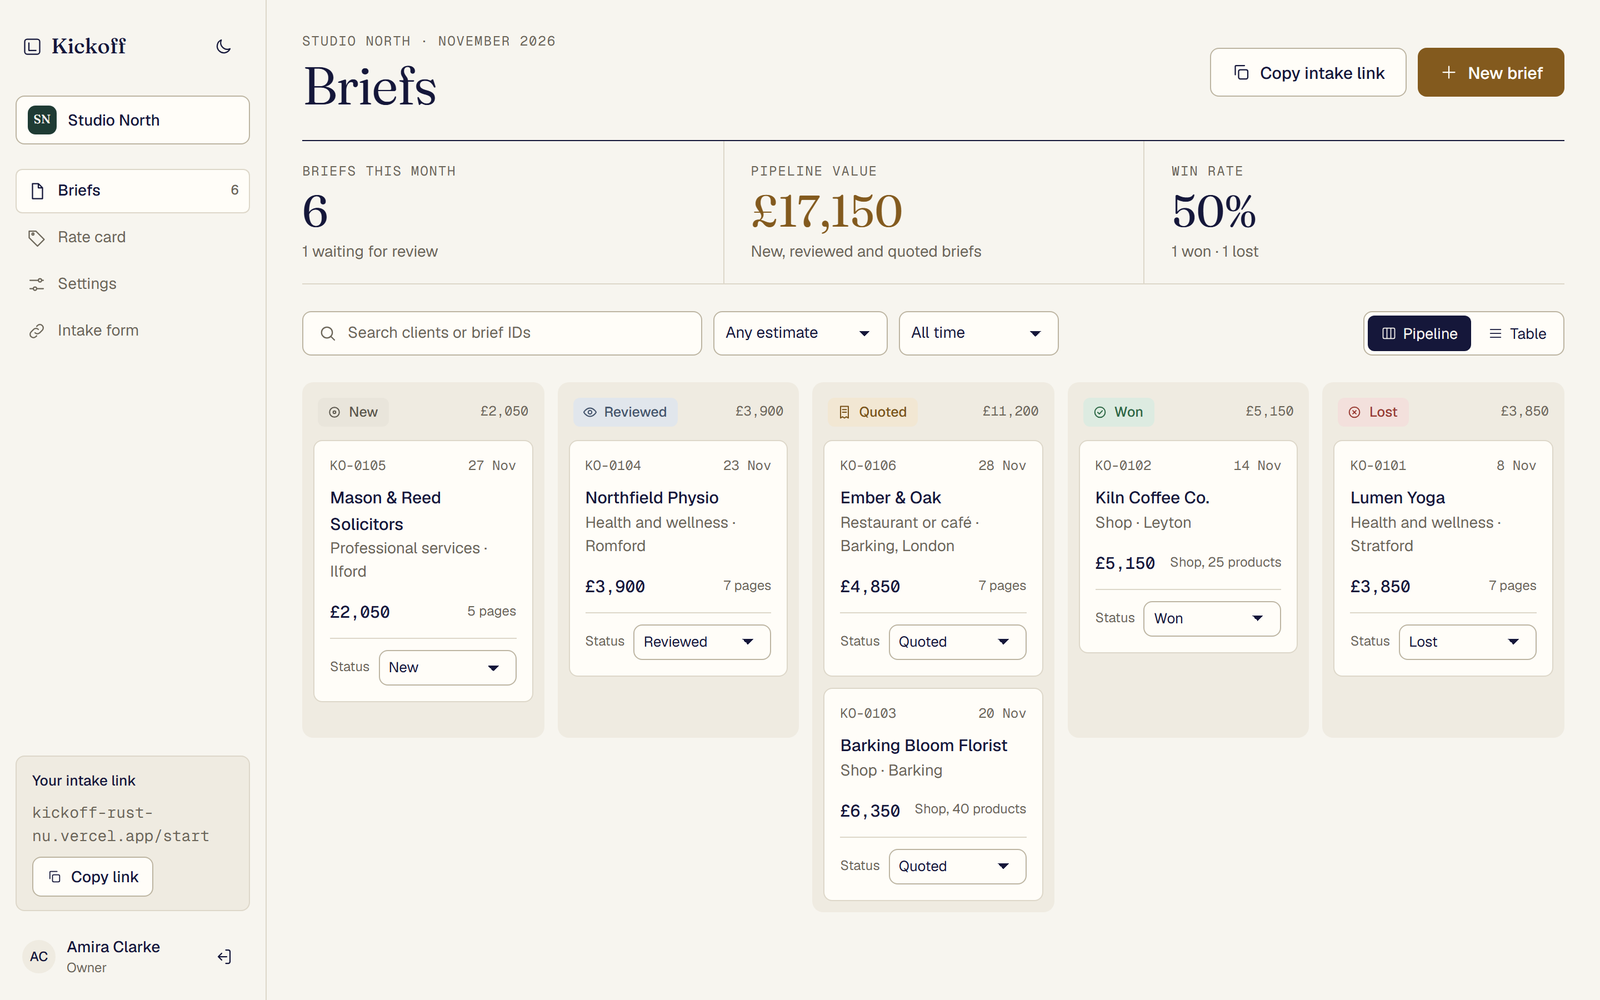 Kickoff
SN Studio North
Briefs 6
Rate card
Settings
Intake form
Your intake link
kickoff-rust-
nu.vercel.app/start
Copy link
AC Amira Clarke
Owner
STUDIO NORTH · NOVEMBER 2026
Briefs
Copy intake link
New brief
BRIEFS THIS MONTH
6
1 waiting for review
PIPELINE VALUE
£17,150
New, reviewed and quoted briefs
WIN RATE
50%
1 won · 1 lost
Search clients or brief IDs
Any estimate
All time
Pipeline
Table
New £2,050
KO-0105 27 Nov
Mason & Reed
Solicitors
Professional services ·
Ilford
£2,050 5 pages
Status New
Reviewed £3,900
KO-0104 23 Nov
Northfield Physio
Health and wellness ·
Romford
£3,900 7 pages
Status Reviewed
Quoted £11,200
KO-0106 28 Nov
Ember & Oak
Restaurant or café ·
Barking, London
£4,850 7 pages
Status Quoted
KO-0103 20 Nov
Barking Bloom Florist
Shop · Barking
£6,350 Shop, 40 products
Status Quoted
Won £5,150
KO-0102 14 Nov
Kiln Coffee Co.
Shop · Leyton
£5,150 Shop, 25 products
Status Won
Lost £3,850
KO-0101 8 Nov
Lumen Yoga
Health and wellness ·
Stratford
£3,850 7 pages
Status Lost